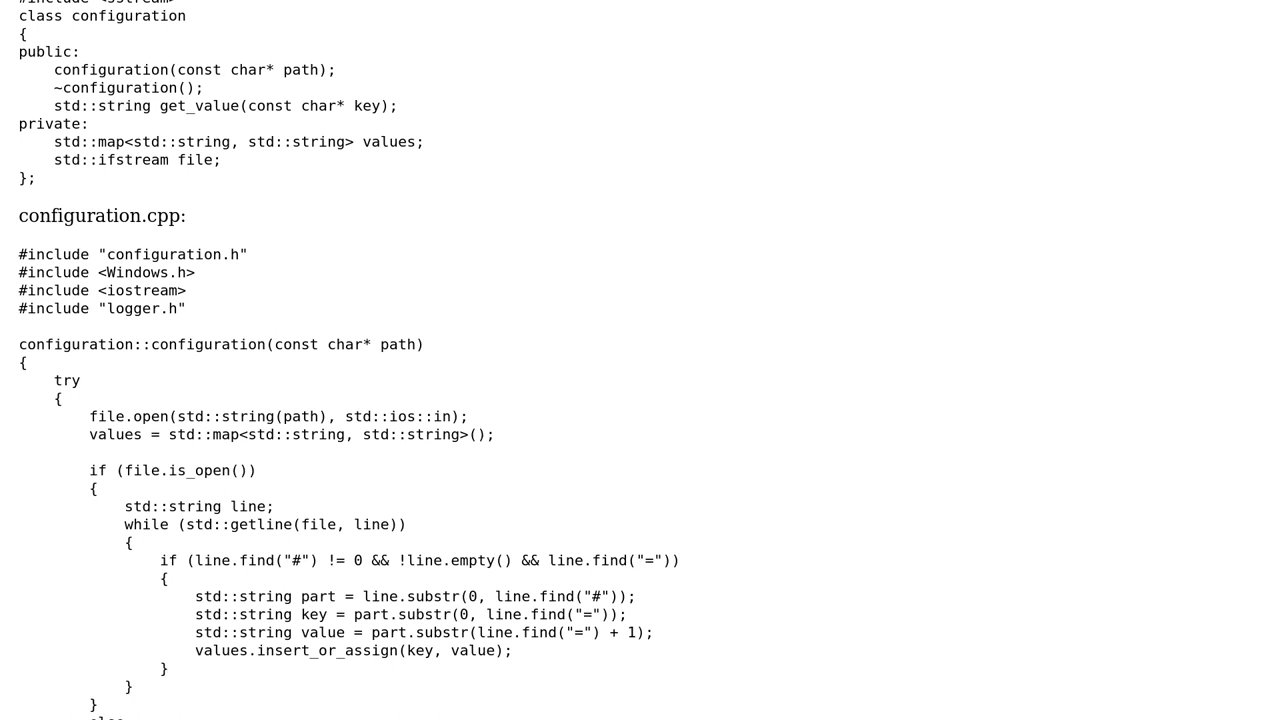 #include <sstream>
class configuration
{
public:
    configuration(const char* path);
    ~configuration();
    std::string get_value(const char* key);
private:
    std::map<std::string, std::string> values;
    std::ifstream file;
};
configuration.cpp:
#include "configuration.h"
#include <Windows.h>
#include <iostream>
#include "logger.h"
configuration::configuration(const char* path)
{
    try
    {
        file.open(std::string(path), std::ios::in);
        values = std::map<std::string, std::string>();
        if (file.is_open())
        {
            std::string line;
            while (std::getline(file, line))
            {
                if (line.find("#") != 0 && !line.empty() && line.find("="))
                {
                    std::string part = line.substr(0, line.find("#"));
                    std::string key = part.substr(0, line.find("="));
                    std::string value = part.substr(line.find("=") + 1);
                    values.insert_or_assign(key, value);
                }
            }
        }